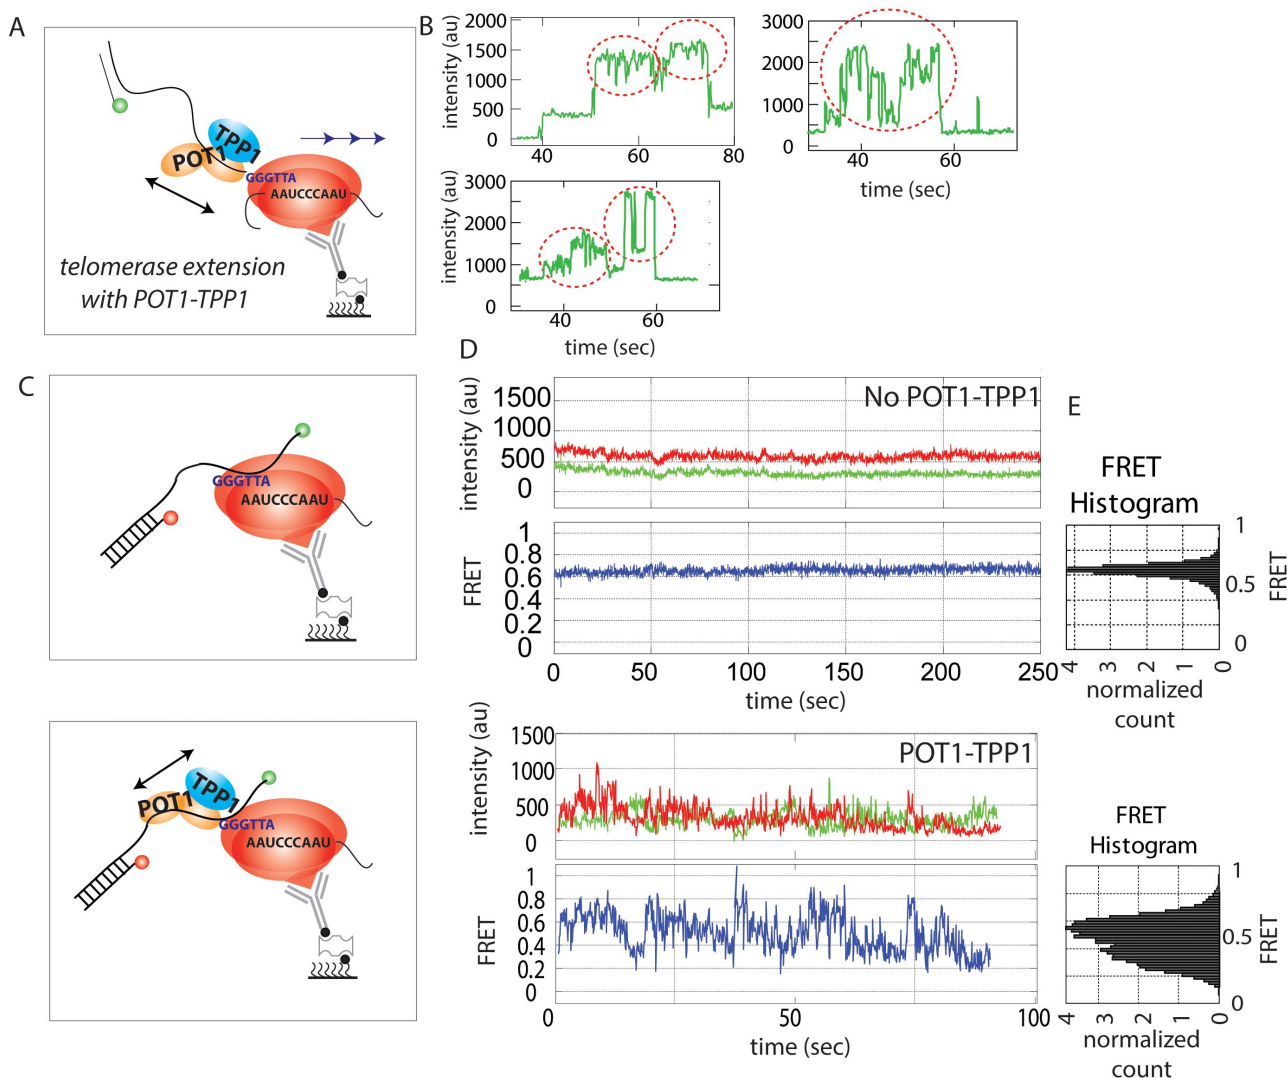 A
TPP1
POT1
GGGTTA
AAUCCCAAU
telomerase extension
with POT1-TPP1
B
intensity (au)
2000
1500
1000
500
0
40
60
80
intensity (au)
3000
2000
1000
0
40
60
time (sec)
3000
2000
1000
0
40
60
time (sec)
C
GGGTTA
AAUCCCAAU
D
No POT1-TPP1
intensity (au)
1500
1000
500
0
FRET
1
0.8
0.6
0.4
0.2
0
0
50
100
150
200
250
time (sec)
E
FRET
Histogram
1
0.5
0
FRET
4
3
2
1
0
normalized
count
POT1
TPP1
GGGTTA
AAUCCCAAU
POT1-TPP1
intensity (au)
1500
1000
500
0
FRET
1
0.8
0.6
0.4
0.2
0
0
50
100
time (sec)
FRET
Histogram
1
0.5
0
FRET
4
3
2
1
0
normalized
count